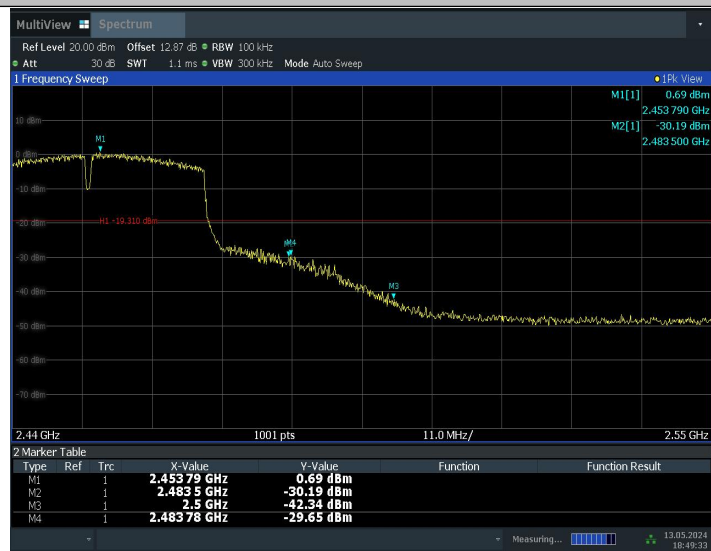 MultiView Spectrum
Ref Level 20.00 dBm Offset 12.87 dB RBW 100 kHz
Att 30 dB SWT 1.1 ms VBW 300 kHz Mode Auto Sweep
1 Frequency Sweep 1Pk View
M1[1] 0.69 dBm
2.453 790 GHz
10 dBm
M2[1] -30.19 dBm
2.483 500 GHz
M1
0 dBm
-10 dBm
H1 -19.310 dBm
-20 dBm
M4
-30 dBm
M3
-40 dBm
-50 dBm
-60 dBm
-70 dBm
2.44 GHz 1001 pts 11.0 MHz/ 2.55 GHz
2 Marker Table
Type Ref Trc X-Value Y-Value Function Function Result
M1 1 2.453 79 GHz 0.69 dBm
M2 1 2.483 5 GHz -30.19 dBm
M3 1 2.5 GHz -42.34 dBm
M4 1 2.483 78 GHz -29.65 dBm
Measuring... 13.05.2024
18:49:33